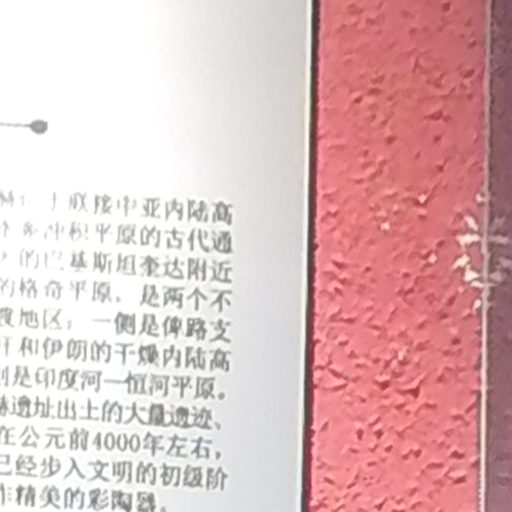 联接中亚内陆高
冲积平原的古代通
的巴基斯坦奎达附近
的格奇平原，是两个不
渡地区：一侧是俾路支
和伊朗的干燥内陆高
则是印度河—恒河平原。
赫遗址出土的大量遗迹、
在公元前4000年左右，
已经步入文明的初级阶
作精美的彩陶器。